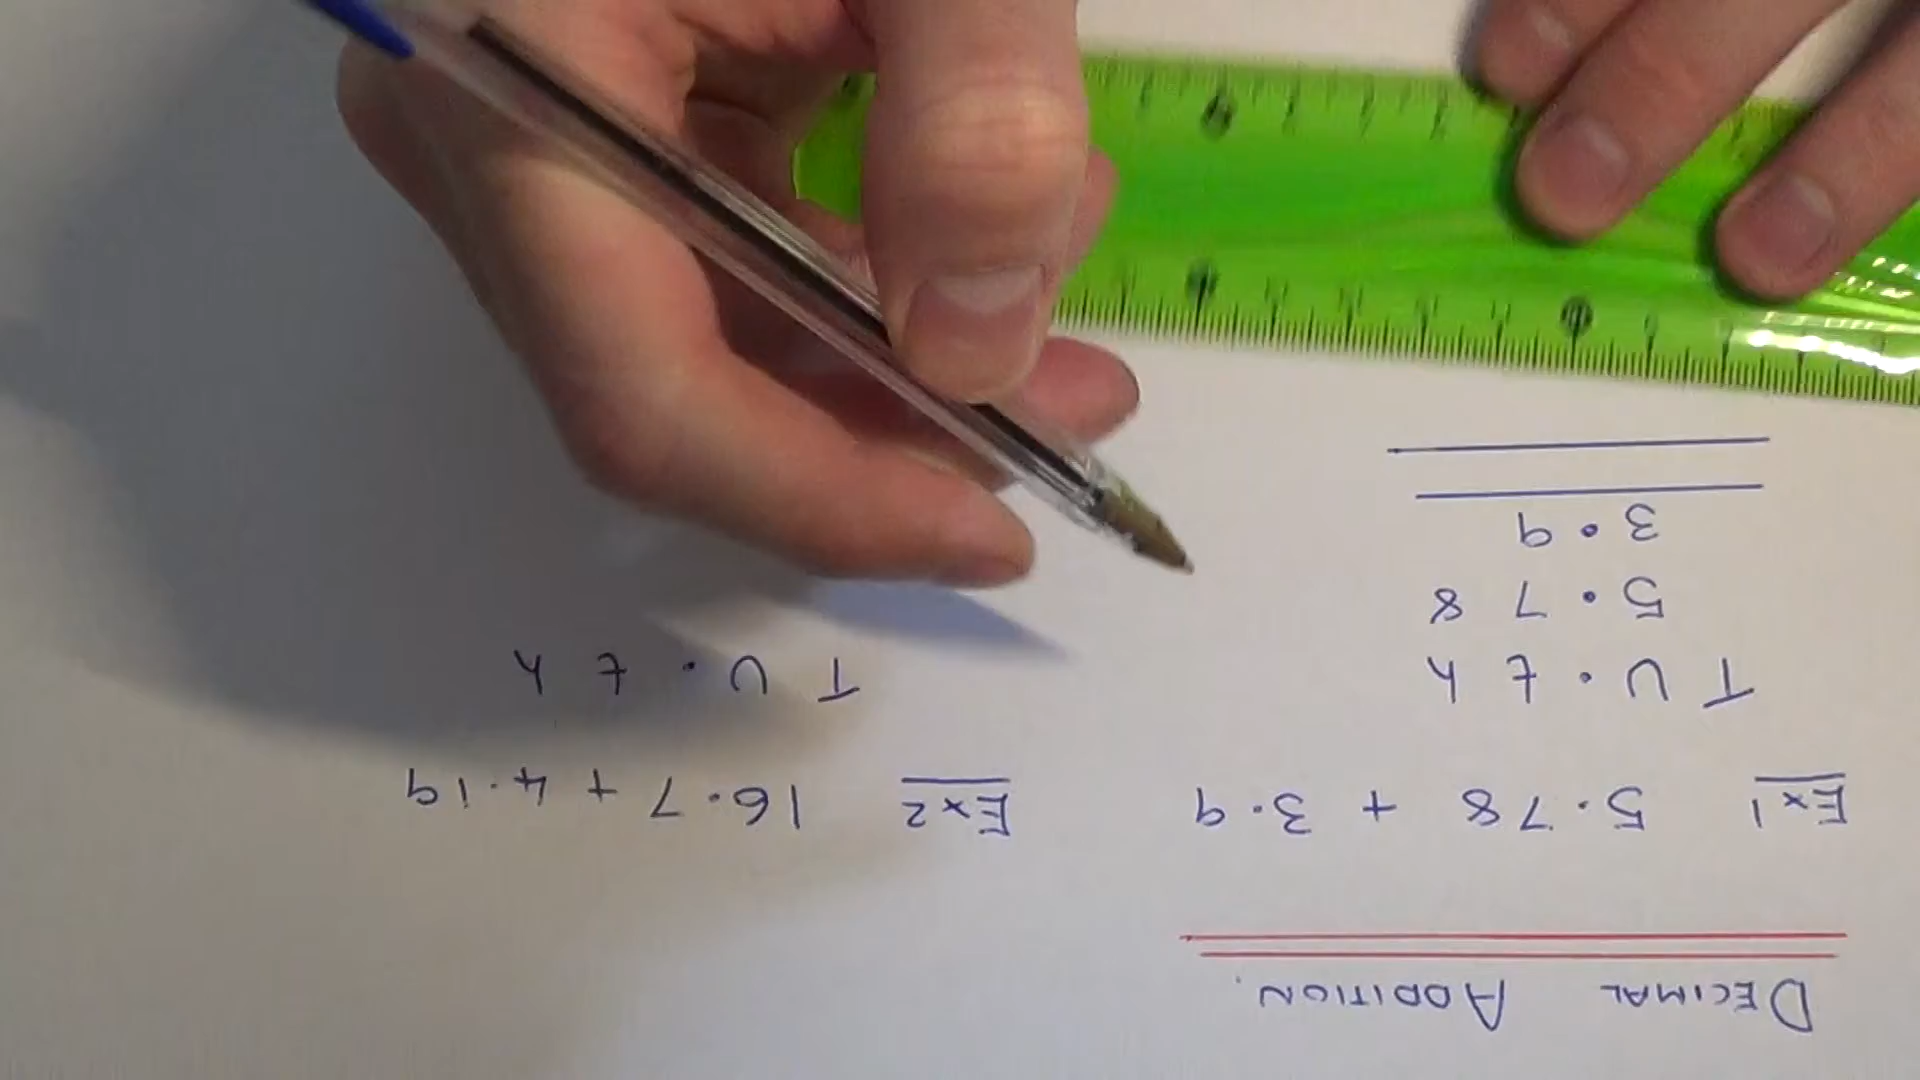 DECIMAL ADDITION.
Ex1 5.78 + 3.9
Ex2 16.7 + 4.19
T U . t h
T U . t h
5 . 7 8
3 . 9